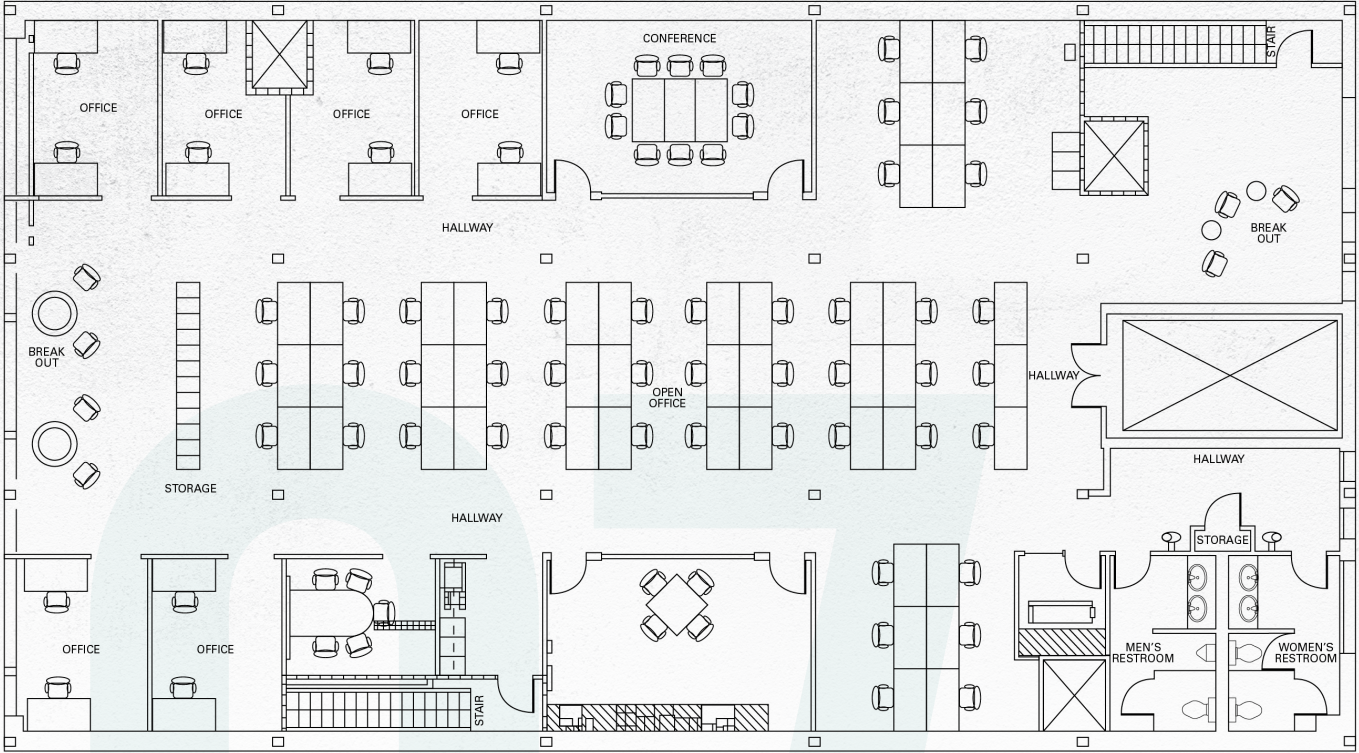 CONFERENCE
STAIR
OFFICE
OFFICE
OFFICE
OFFICE
HALLWAY
BREAK
OUT
BREAK
OUT
OPEN
OFFICE
HALLWAY
HALLWAY
STORAGE
HALLWAY
STORAGE
OFFICE
OFFICE
MEN'S
RESTROOM
WOMEN'S
RESTROOM
STAIR